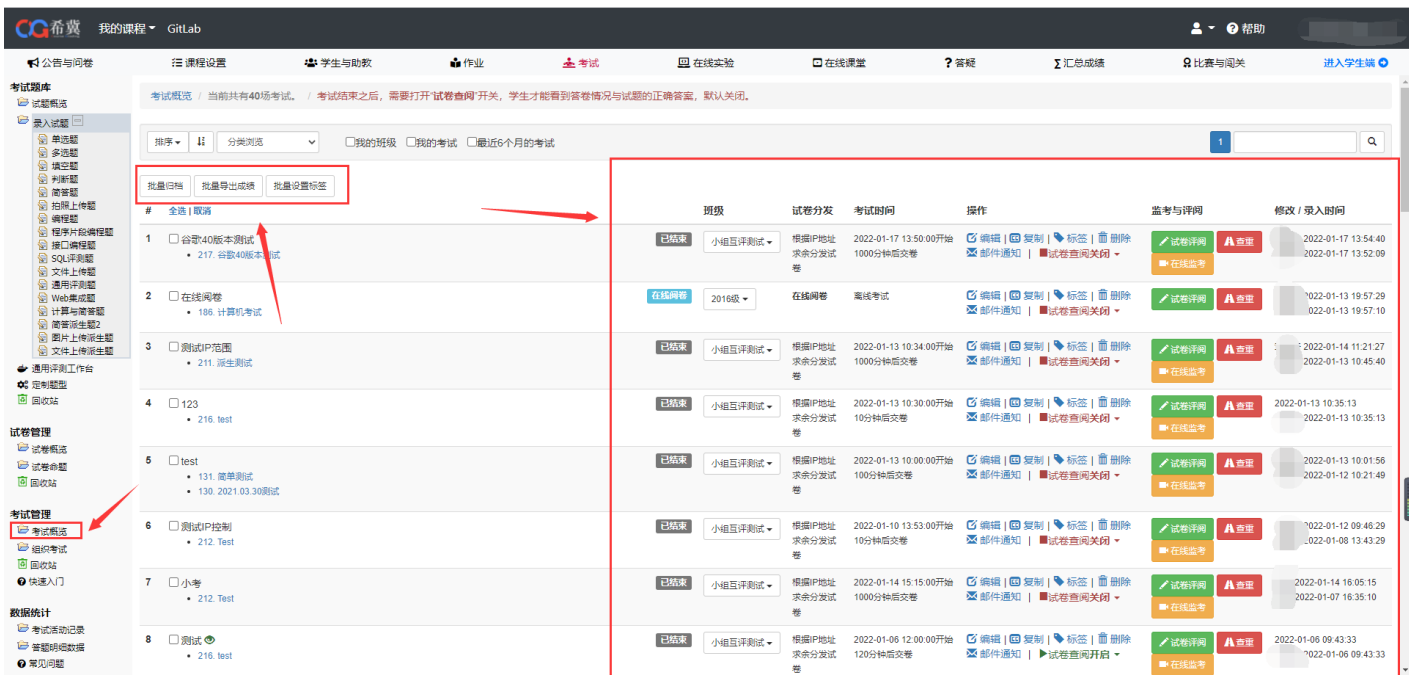 CG希冀 我的课程 GitLab 帮助
公告与问卷 课程设置 学生与助教 作业 考试 在线实验 在线课堂 答疑 汇总成绩 比赛与闯关 进入学生端
考试题库
试题概览
录入试题
单选题
多选题
填空题
判断题
简答题
拍照上传题
编程题
程序片段编程题
接口编程题
SQL评测题
文件上传题
通用评测题
Web集成题
计算与简答题
简答派生题2
图片上传派生题
文件上传派生题
通用评测工作台
定制题型
回收站
试卷管理
试卷概览
试卷命题
回收站
考试管理
考试概览
组织考试
回收站
快速入门
数据统计
考试活动记录
答题明细数据
常见问题
考试概览 / 当前共有40场考试。 / 考试结束之后，需要打开“试卷查阅”开关，学生才能看到答卷情况与试题的正确答案，默认关闭。
排序 分类浏览 我的班级 我的考试 最近6个月的考试 1
批量归档 批量导出成绩 批量设置标签
# 全选 | 取消 班级 试卷分发 考试时间 操作 监考与评阅 修改 / 录入时间
1 谷歌40版本测试 已结束 小组互评测试 根据IP地址 2022-01-17 13:50:00开始 编辑 | 复制 | 标签 | 删除 试卷评阅 查重 2022-01-17 13:54:40
217. 谷歌40版本测试 求余分发试 1000分钟后交卷 邮件通知 | 试卷查阅关闭 2022-01-17 13:52:09
卷 在线监考
2 在线阅卷 在线阅卷 2016级 在线阅卷 离线考试 编辑 | 复制 | 标签 | 删除 试卷评阅 查重 2022-01-13 19:57:29
186. 计算机考试 邮件通知 | 试卷查阅关闭 2022-01-13 19:57:10
3 测试IP范围 已结束 小组互评测试 根据IP地址 2022-01-13 10:34:00开始 编辑 | 复制 | 标签 | 删除 试卷评阅 查重 2022-01-14 11:21:27
211. 派生测试 求余分发试 1000分钟后交卷 邮件通知 | 试卷查阅关闭 2022-01-13 10:45:40
卷 在线监考
4 123 已结束 小组互评测试 根据IP地址 2022-01-13 10:30:00开始 编辑 | 复制 | 标签 | 删除 试卷评阅 查重 2022-01-13 10:35:13
216. test 求余分发试 10分钟后交卷 邮件通知 | 试卷查阅关闭 2022-01-13 10:35:13
卷 在线监考
5 test 已结束 小组互评测试 根据IP地址 2022-01-13 10:00:00开始 编辑 | 复制 | 标签 | 删除 试卷评阅 查重 2022-01-13 10:01:56
131. 简单测试 求余分发试 100分钟后交卷 邮件通知 | 试卷查阅关闭 2022-01-12 10:21:49
130. 2021.03.30测试 卷 在线监考
6 测试IP控制 已结束 小组互评测试 根据IP地址 2022-01-10 13:53:00开始 编辑 | 复制 | 标签 | 删除 试卷评阅 查重 2022-01-12 09:46:29
212. Test 求余分发试 10分钟后交卷 邮件通知 | 试卷查阅关闭 2022-01-08 13:43:29
卷 在线监考
7 小考 已结束 小组互评测试 根据IP地址 2022-01-14 15:15:00开始 编辑 | 复制 | 标签 | 删除 试卷评阅 查重 2022-01-14 16:05:15
212. Test 求余分发试 1000分钟后交卷 邮件通知 | 试卷查阅关闭 2022-01-07 16:35:10
卷 在线监考
8 测试 已结束 小组互评测试 根据IP地址 2022-01-06 12:00:00开始 编辑 | 复制 | 标签 | 删除 试卷评阅 查重 2022-01-06 09:43:33
216. test 求余分发试 120分钟后交卷 邮件通知 | 试卷查阅开启 2022-01-06 09:43:33
卷 在线监考